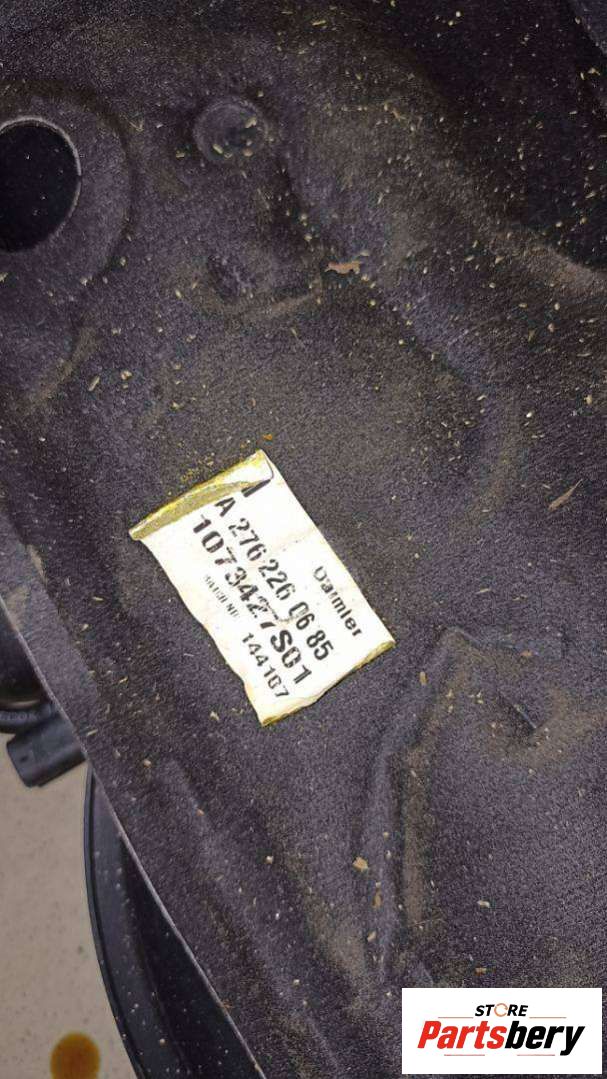 A 276 226 06 85
Daimler
1073427S01
144107
STORE
Partsbery